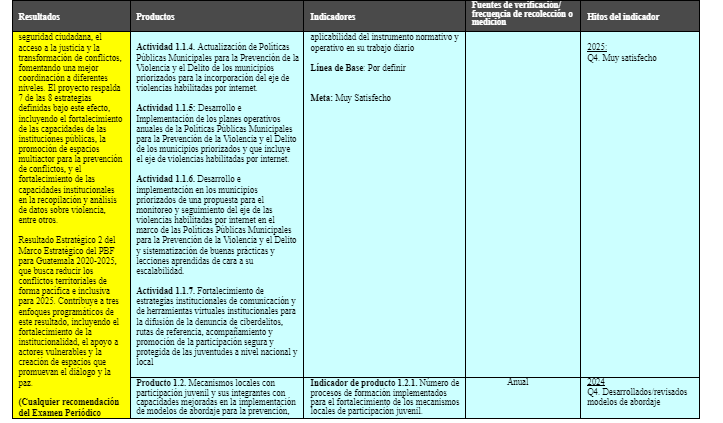 Resultados
Productos
Indicadores
Fuentes de verificación/
frecuencia de recolección o
medición
Hitos del indicador
seguridad ciudadana, el
acceso a la justicia y la
transformación de conflictos,
fomentando una mejor
coordinación a diferentes
niveles. El proyecto respalda
7 de las 8 estrategias
definidas bajo este efecto,
incluyendo el fortalecimiento
de las capacidades de las
instituciones públicas, la
promoción de espacios
multiactor para la prevención
de conflictos, y el
fortalecimiento de las
capacidades institucionales
en la recopilación y análisis
de datos sobre violencia,
entre otros.
Resultado Estratégico 2 del
Marco Estratégico del PBF
para Guatemala 2020-2025,
que busca reducir los
conflictos territoriales de
forma pacífica e inclusiva
para 2025. Contribuye a tres
enfoques programáticos de
este resultado, incluyendo el
fortalecimiento de la
institucionalidad, el apoyo a
actores vulnerables y la
creación de espacios que
promuevan el diálogo y la
paz.
(Cualquier recomendación
del Examen Periódico
Actividad 1.1.4. Actualización de Políticas
Públicas Municipales para la Prevención de la
Violencia y el Delito de los municipios
priorizados para la incorporación del eje de
violencias habilitadas por internet.
Actividad 1.1.5: Desarrollo e
Implementación de los planes operativos
anuales de la Políticas Públicas Municipales
para la Prevención de la Violencia y el Delito
de los municipios priorizados y que incluye
el eje de violencias habilitadas por internet.
Actividad 1.1.6. Desarrollo e
implementación en los municipios
priorizados de una propuesta para el
monitoreo y seguimiento del eje de las
violencias habilitadas por internet en el
marco de las Políticas Públicas Municipales
para la Prevención de la Violencia y el Delito
y sistematización de buenas prácticas y
lecciones aprendidas de cara a su
escalabilidad.
Actividad 1.1.7. Fortalecimiento de
estrategias institucionales de comunicación y
de herramientas virtuales institucionales para
la difusión de la denuncia de ciberdelitos,
rutas de referencia, acompañamiento y
promoción de la participación segura y
protegida de las juventudes a nivel nacional y
local
aplicabilidad del instrumento normativo y
operativo en su trabajo diario
Línea de Base: Por definir
Meta: Muy Satisfecho
2025:
Q4. Muy satisfecho
Producto 1.2. Mecanismos locales con
participación juvenil y sus integrantes con
capacidades mejoradas en la implementación
de modelos de abordaje para la prevención,
Indicador de producto 1.2.1. Número de
procesos de formación implementados
para el fortalecimiento de los mecanismos
locales de participación juvenil.
Anual
2024
Q4. Desarrollados/revisados
modelos de abordaje